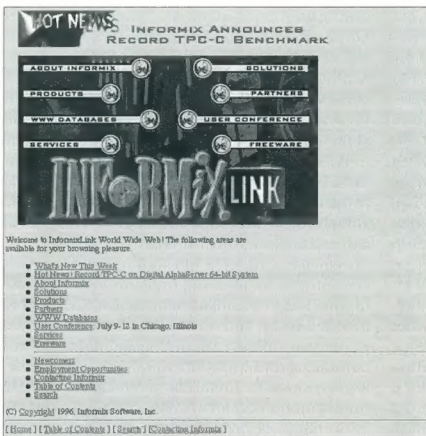 HOT NEWS
INFORMIX ANNOUNCES
RECORD TPC-C BENCHMARK
ABOUT INFORMIX
SOLUTIONS
PRODUCTS
PARTNERS
WWW DATABASES
USER CONFERENCE
SERVICES
FREEWARE
INFORMIX LINK
Welcome to InformixLink World Wide Web! The following areas are
available for your browsing pleasure.
What's New This Week
Hot News! Record TPC-C on Digital AlphaServer 64-bit System
About Informix
Solutions
Products
Partners
WWW Databases
User Conference: July 9-12 in Chicago, Illinois
Services
Freeware
Newcomers
Employment Opportunities
Contacting Informix
Table of Contents
Search
(C) Copyright 1996, Informix Software, Inc.
[ Home ] [ Table of Contents ] [ Search ] [Contacting Informix ]